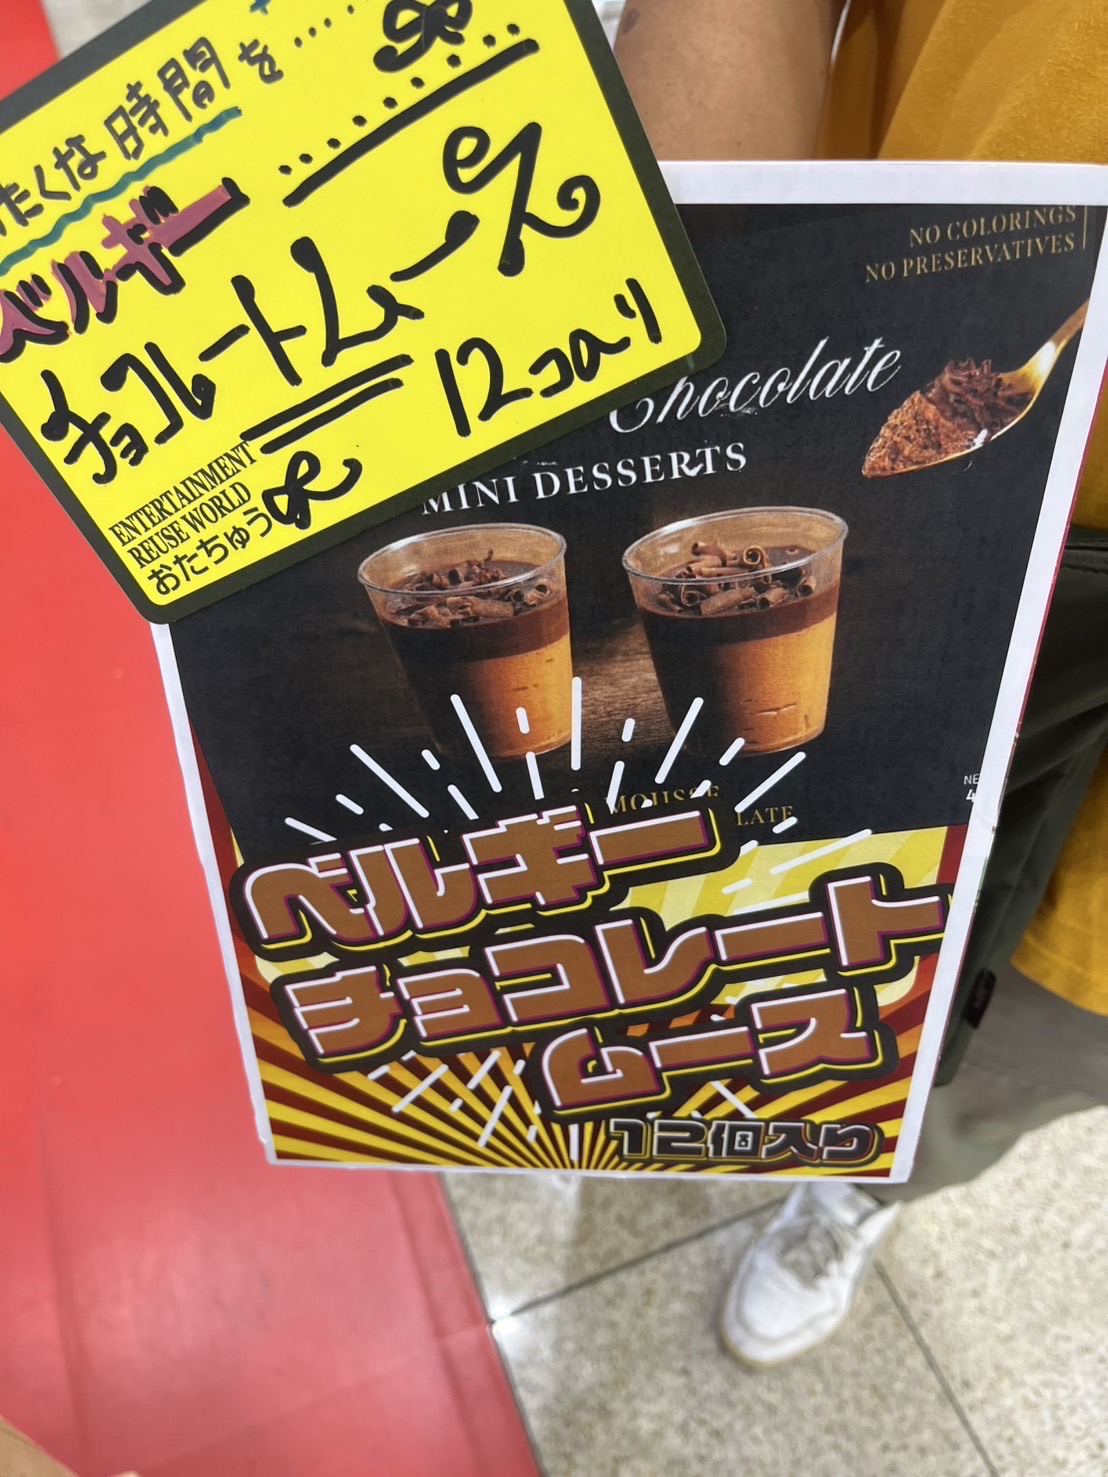 たくな時間を……
ベルギー
チョコレートムース
12コ入り
ENTERTAINMENT
REUSE WORLD
おたちゅう
NO COLORINGS
NO PRESERVATIVES
Chocolate
MINI DESSERTS
MOUSSE
LATE
ベルギー
チョコレート
ムース
12個入り